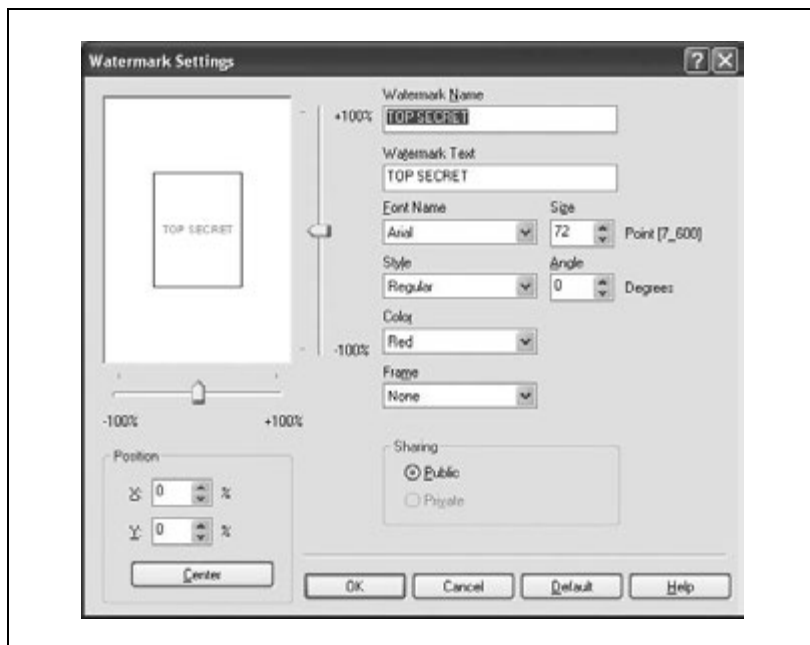 Watermark Settings
Watermark Name
+100%
TOP SECRET
Watermark Text
TOP SECRET
TOP SECRET
Font Name
Size
Arial
72
Point [7_600]
Style
Angle
Regular
0
Degrees
Color
-100%
Red
Frame
None
-100%
+100%
Position
X: 0 %
Y: 0 %
Center
Sharing
Public
Private
OK
Cancel
Default
Help